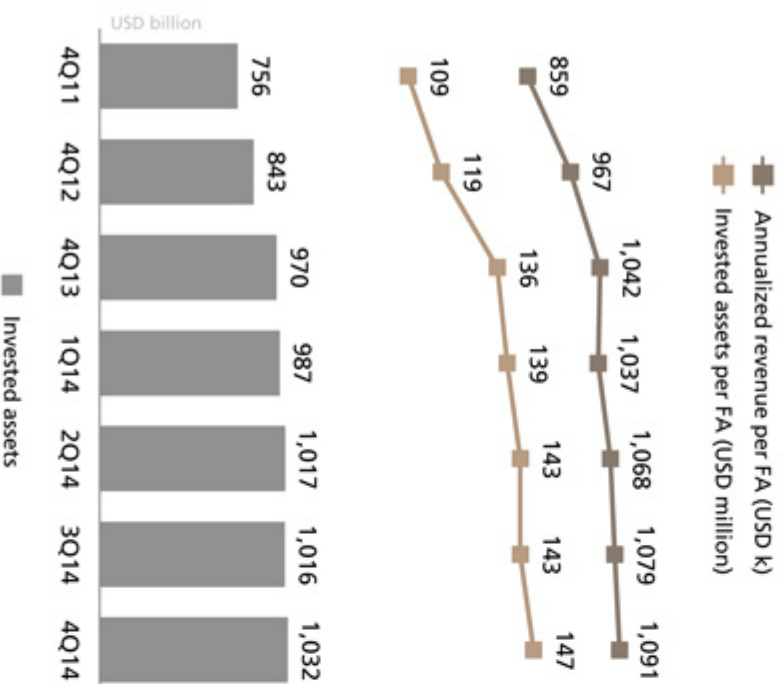 Annualized revenue per FA (USD k)
Invested assets per FA (USD million)
859 967 1,042 1,037 1,068 1,079 1,091
109 119 136 139 143 143 147
USD billion
756 843 970 987 1,017 1,016 1,032
4Q11 4Q12 4Q13 1Q14 2Q14 3Q14 4Q14
Invested assets